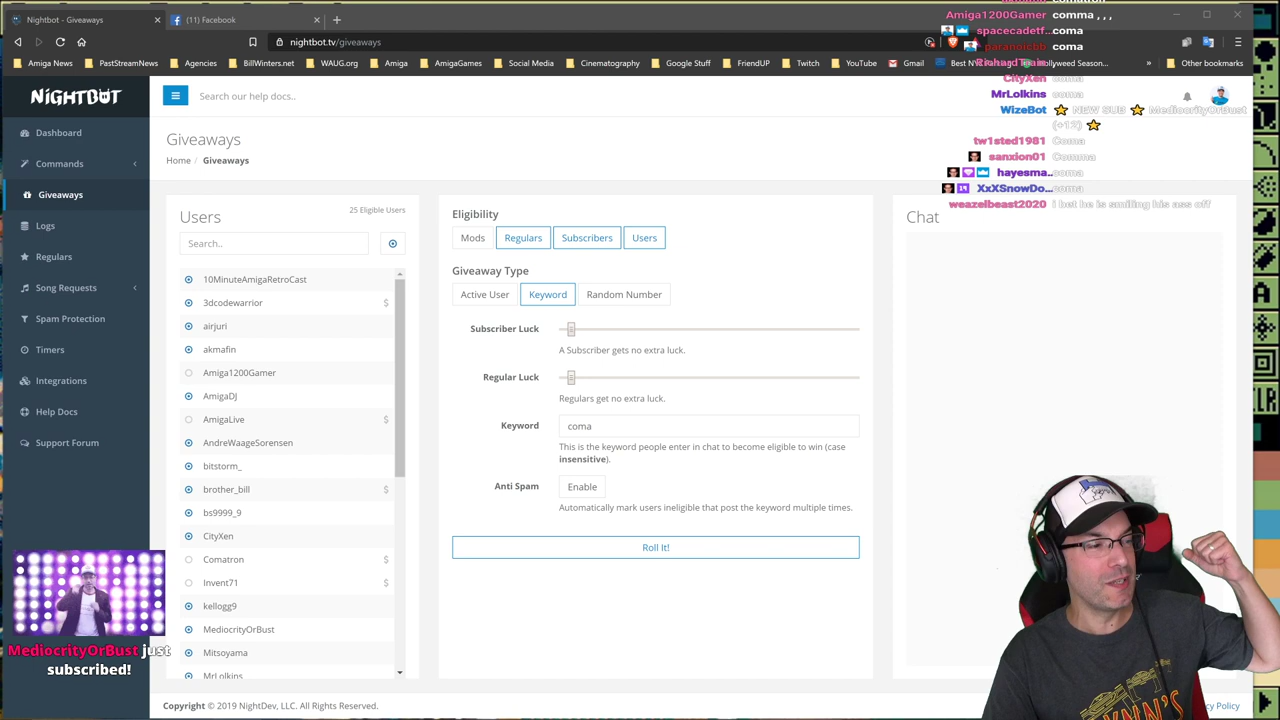 Nightbot - Giveaways
(11) Facebook
nightbot.tv/giveaways
Amiga News
PastStreamNews
Agencies
BillWinters.net
WAUG.org
Amiga
AmigaGames
Social Media
Cinematography
Google Stuff
FriendUP
Twitch
YouTube
Gmail
Other bookmarks
Amiga1200Gamer comma , , ,
spacecadetf... coma
paranoicbb coma
CityXen coma
MrLolkins coma
WizeBot NEW SUB MediocrityOrBust
(+17)
tw1sted1981 Coma
sanxion01 Comma
hayesma.. coma
XxXSnowDo... coma
weazelbeast2020 i bet he is smiling his ass off
NIGHTBOT
Search our help docs..
Dashboard
Commands
Giveaways
Logs
Regulars
Song Requests
Spam Protection
Timers
Integrations
Help Docs
Support Forum
Giveaways
Home / Giveaways
Users
25 Eligible Users
Search..
10MinuteAmigaRetroCast
3dcodewarrior $
airjuri
akmafin
Amiga1200Gamer
AmigaDJ
AmigaLive $
AndreWaageSorensen
bitstorm_
brother_bill $
bs9999_9
CityXen
Comatron $
Invent71 $
kellogg9
MediocrityOrBust
Mitsoyama
MrLolkins
Eligibility
Mods Regulars Subscribers Users
Giveaway Type
Active User Keyword Random Number
Subscriber Luck
A Subscriber gets no extra luck.
Regular Luck
Regulars get no extra luck.
Keyword coma
This is the keyword people enter in chat to become eligible to win (case
insensitive).
Anti Spam Enable
Automatically mark users ineligible that post the keyword multiple times.
Roll It!
Chat
MediocrityOrBust just
subscribed!
Copyright © 2019 NightDev, LLC. All Rights Reserved.
cy Policy